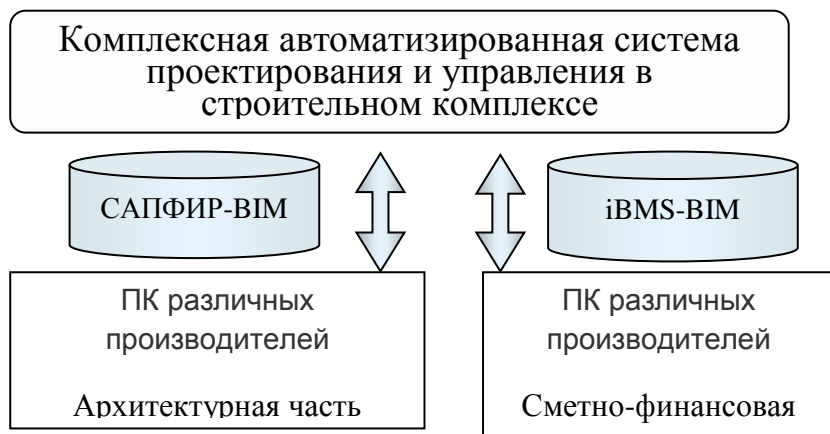 Комплексная автоматизированная система
проектирования и управления в
строительном комплексе
САПФИР-BIM
iBMS-BIM
ПК различных
производителей
Архитектурная часть
ПК различных
производителей
Сметно-финансовая